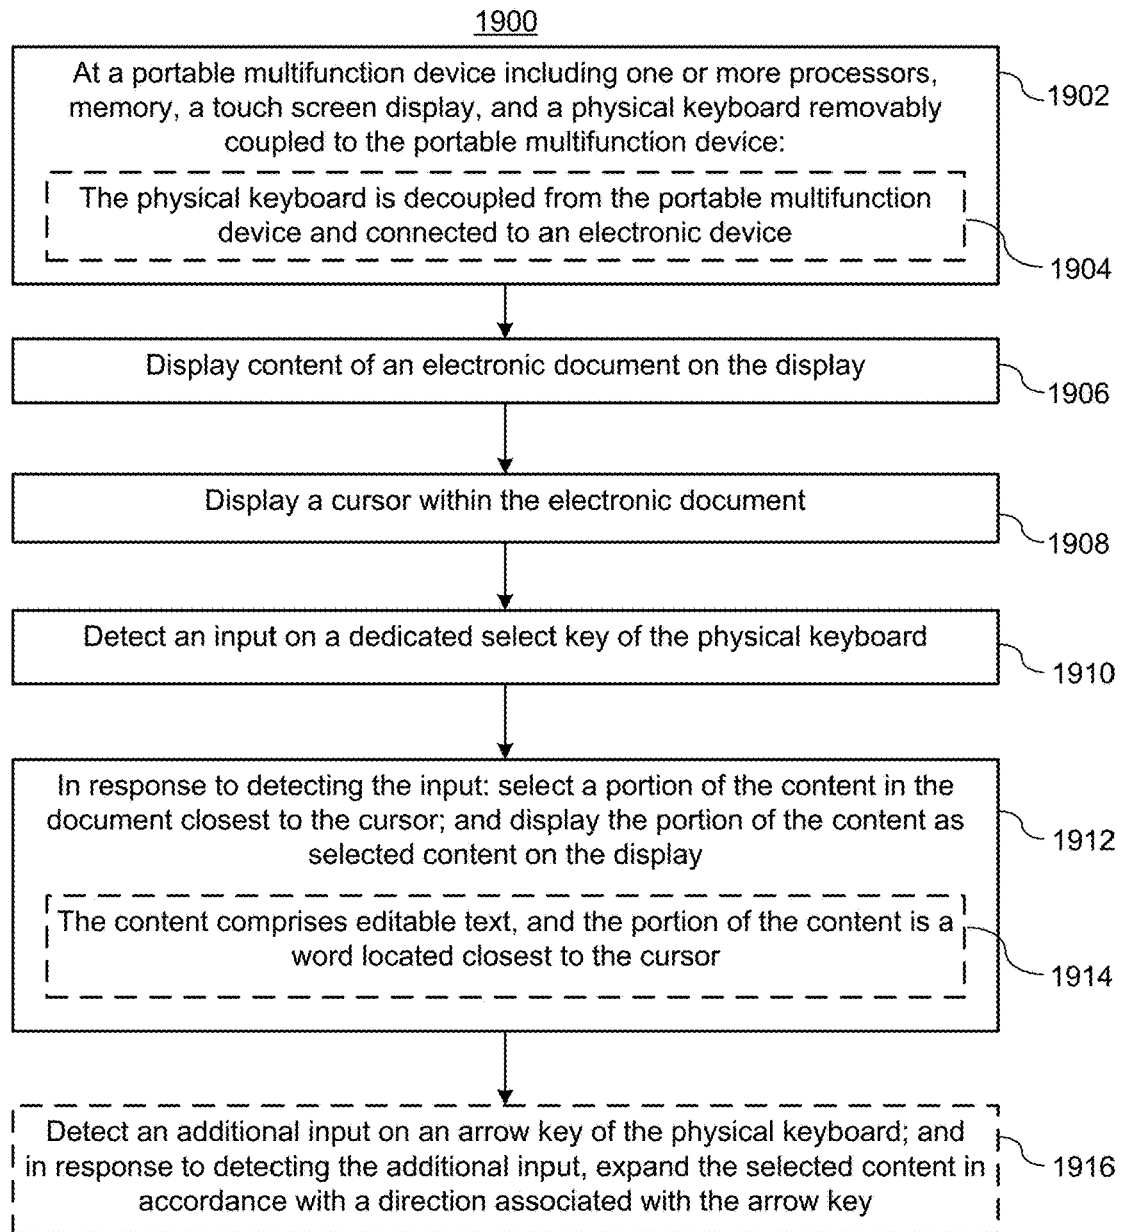 1900
At a portable multifunction device including one or more processors,
memory, a touch screen display, and a physical keyboard removably
coupled to the portable multifunction device:
1902
The physical keyboard is decoupled from the portable multifunction
device and connected to an electronic device
1904
Display content of an electronic document on the display
1906
Display a cursor within the electronic document
1908
Detect an input on a dedicated select key of the physical keyboard
1910
In response to detecting the input: select a portion of the content in the
document closest to the cursor; and display the portion of the content as
selected content on the display
1912
The content comprises editable text, and the portion of the content is a
word located closest to the cursor
1914
Detect an additional input on an arrow key of the physical keyboard; and
in response to detecting the additional input, expand the selected content in
accordance with a direction associated with the arrow key
1916